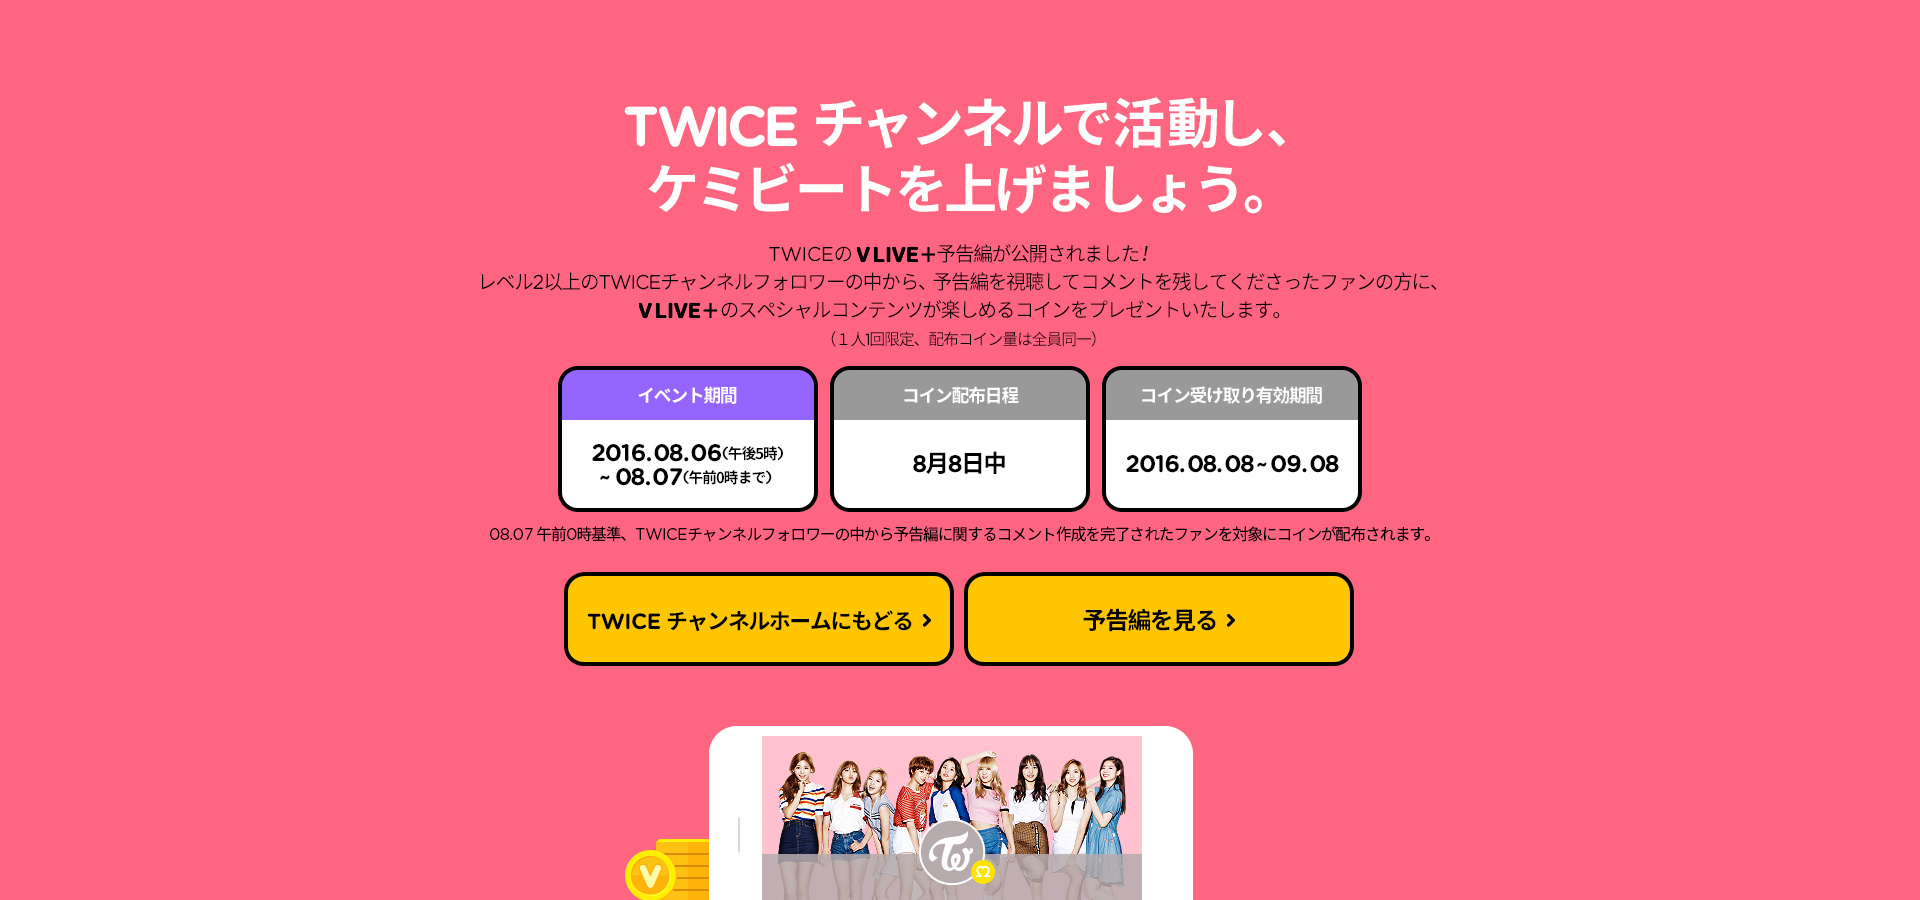 TWICE チャンネルで活動し、
ケミビートを上げましょう。
TWICEの V LIVE+予告編が公開されました!
レベル2以上のTWICEチャンネルフォロワーの中から、予告編を視聴してコメントを残してくださったファンの方に、
V LIVE+のスペシャルコンテンツが楽しめるコインをプレゼントいたします。
（１人1回限定、配布コイン量は全員同一）
イベント期間
2016.08.06(午後5時)
~ 08.07(午前0時まで)
コイン配布日程
8月8日中
コイン受け取り有効期間
2016.08.08~09.08
08.07 午前0時基準、TWICEチャンネルフォロワーの中から予告編に関するコメント作成を完了されたファンを対象にコインが配布されます。
TWICE チャンネルホームにもどる >
予告編を見る >
V